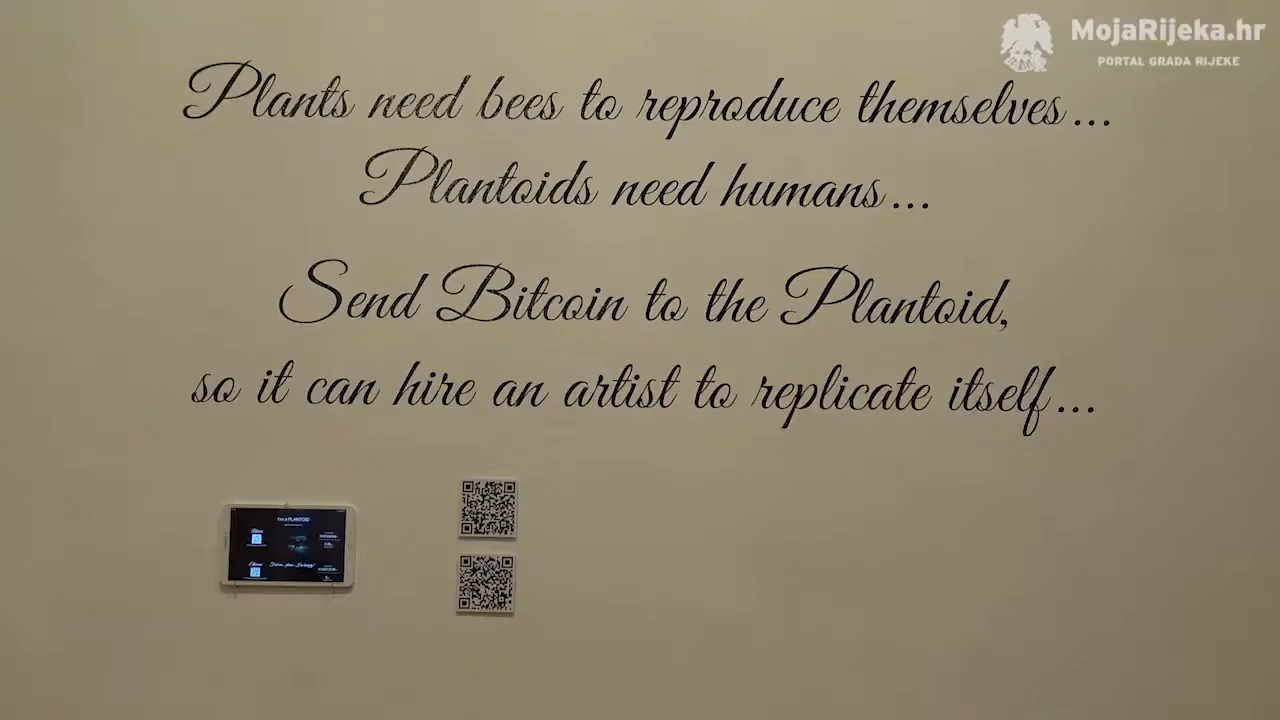 MojaRijeka.hr
PORTAL GRADA RIJEKE
Plants need bees to reproduce themselves...
Plantoids need humans...
Send Bitcoin to the Plantoid,
so it can hire an artist to replicate itself...
I'm a PLANTOID